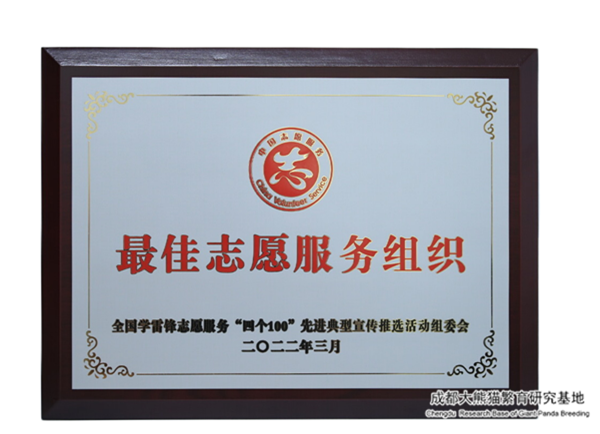 中国志愿服务
China Volunteer Service
最佳志愿服务组织
全国学雷锋志愿服务“四个100”先进典型宣传推选活动组委会
二〇二二年三月
成都大熊猫繁育研究基地
Chengdu Research Base of Giant Panda Breeding